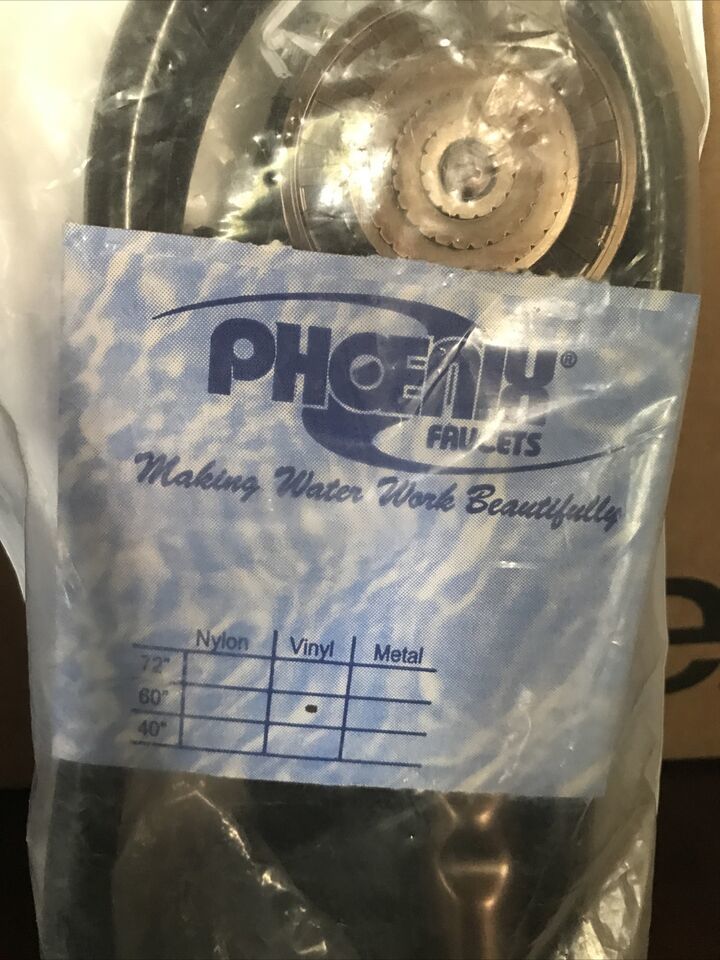 PHOENIX®
FAUCETS
Making Water Work Beautifully
Nylon Vinyl Metal
72"
60"
40"
e